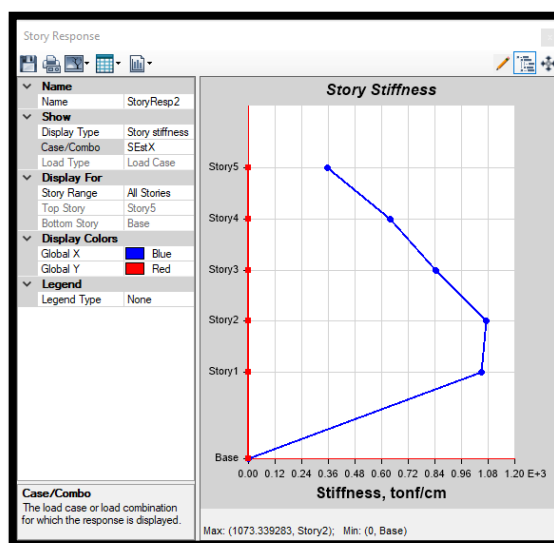 Story Response
Name
Name StoryResp2
Show
Display Type Story stiffness
Case/Combo SEstX
Load Type Load Case
Display For
Story Range All Stories
Top Story Story5
Bottom Story Base
Display Colors
Global X Blue
Global Y Red
Legend
Legend Type None
Case/Combo
The load case or load combination
for which the response is displayed.
Story Stiffness
Story5
Story4
Story3
Story2
Story1
Base
0.00 0.12 0.24 0.36 0.48 0.60 0.72 0.84 0.96 1.08 1.20 E+3
Stiffness, tonf/cm
Max: (1073.339283, Story2); Min: (0, Base)